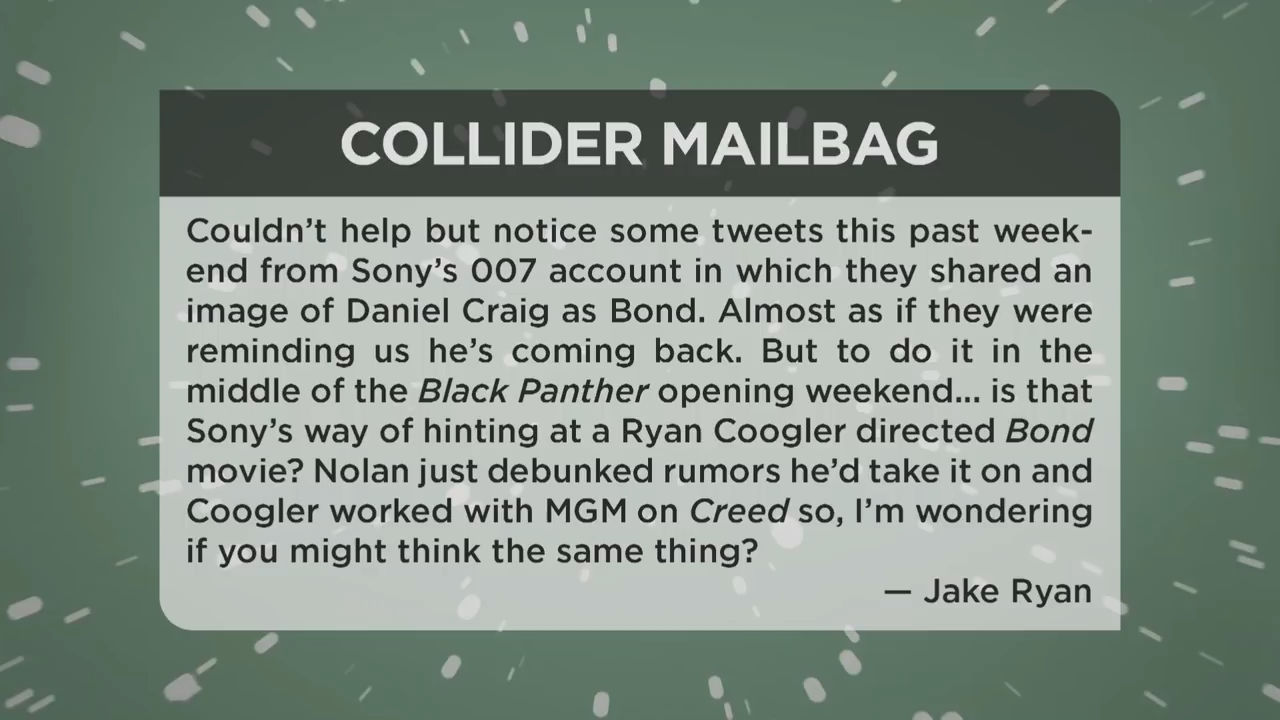 COLLIDER MAILBAG
Couldn't help but notice some tweets this past week-
end from Sony's 007 account in which they shared an
image of Daniel Craig as Bond. Almost as if they were
reminding us he's coming back. But to do it in the
middle of the Black Panther opening weekend... is that
Sony's way of hinting at a Ryan Coogler directed Bond
movie? Nolan just debunked rumors he'd take it on and
Coogler worked with MGM on Creed so, I'm wondering
if you might think the same thing?
— Jake Ryan